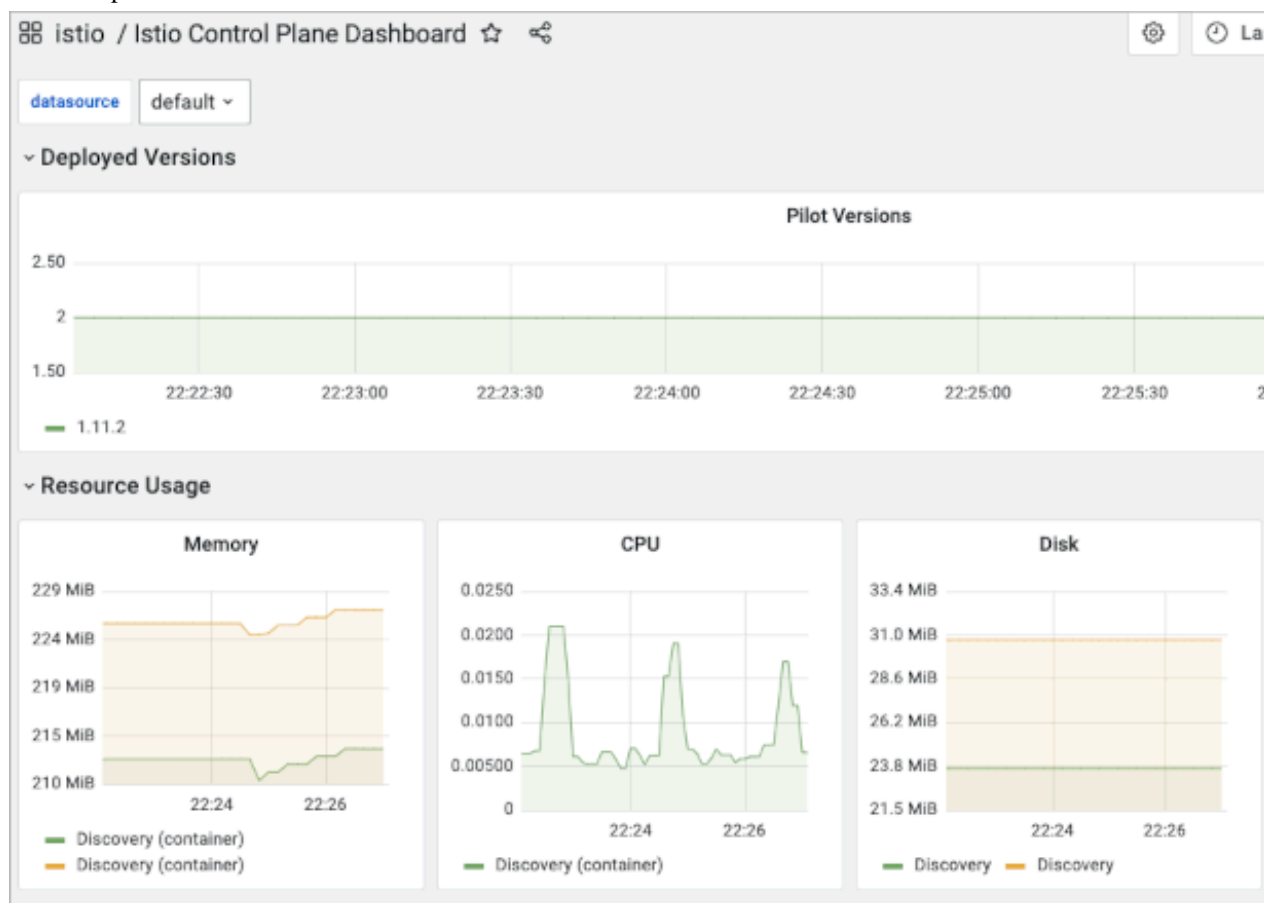 istio / Istio Control Plane Dashboard
La
datasource default
Deployed Versions
Pilot Versions
2.50
2
1.50
22:22:30 22:23:00 22:23:30 22:24:00 22:24:30 22:25:00 22:25:30 2
1.11.2
Resource Usage
Memory
229 MiB
224 MiB
219 MiB
215 MiB
210 MiB
22:24 22:26
Discovery (container)
Discovery (container)
CPU
0.0250
0.0200
0.0150
0.0100
0.00500
0
22:24 22:26
Discovery (container)
Disk
33.4 MiB
31.0 MiB
28.6 MiB
26.2 MiB
23.8 MiB
21.5 MiB
22:24 22:26
Discovery Discovery